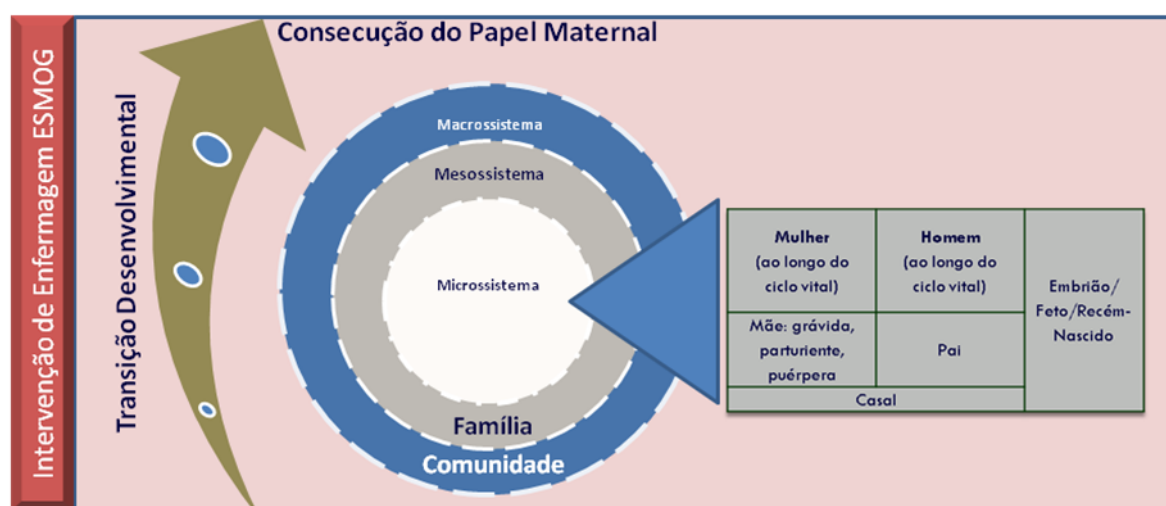 Intervenção de Enfermagem ESMOG
Transição Desenvolvimental
Consecução do Papel Maternal
Macrossistema
Mesossistema
Microssistema
Família
Comunidade
Mulher
(ao longo do
ciclo vital)
Homem
(ao longo do
ciclo vital)
Embrião/
Feto/Recém-
Nascido
Mãe: grávida,
parturiente,
puérpera
Pai
Casal